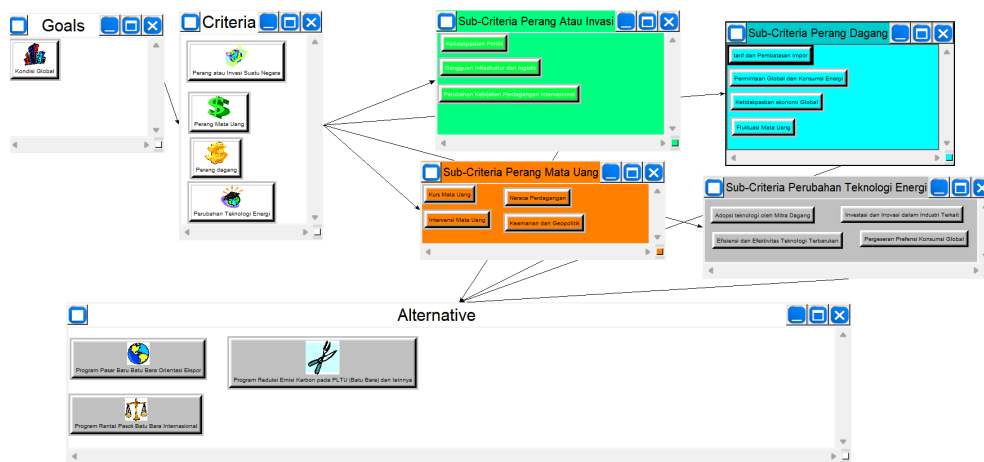 Goals
Kondisi Global
Criteria
Perang atau Invasi Suatu Negara
Perang Mata Uang
Perang dagang
Perubahan Teknologi Energi
Sub-Criteria Perang Atau Invasi
Ketidakpastian Politik
Gangguan infrastruktur dan logistik
Perubahan Kebijakan Perdagangan Internasional
Sub-Criteria Perang Dagang
tarif dan Pembatasan Impor
Permintaan Global dan Konsumsi Energi
Ketidakpastian ekonomi Global
Fluktuasi Mata Uang
Sub-Criteria Perang Mata Uang
Kurs Mata Uang
Neraca Perdagangan
Intervensi Mata Uang
Keamanan dan Geopolitik
Sub-Criteria Perubahan Teknologi Energi
Adopsi teknologi oleh Mitra Dagang
Investasi dan Inovasi dalam Industri Terkait
Efisiensi dan Efektivitas Teknologi Terbarukan
Pergeseran Prefensi Konsumsi Global
Alternative
Program Pasar Baru Batu Bara Orientasi Ekspor
Program Reduksi Emisi Karbon pada PLTU (Batu Bara) dan lainnya
Program Rantai Pasok Batu Bara Internasional